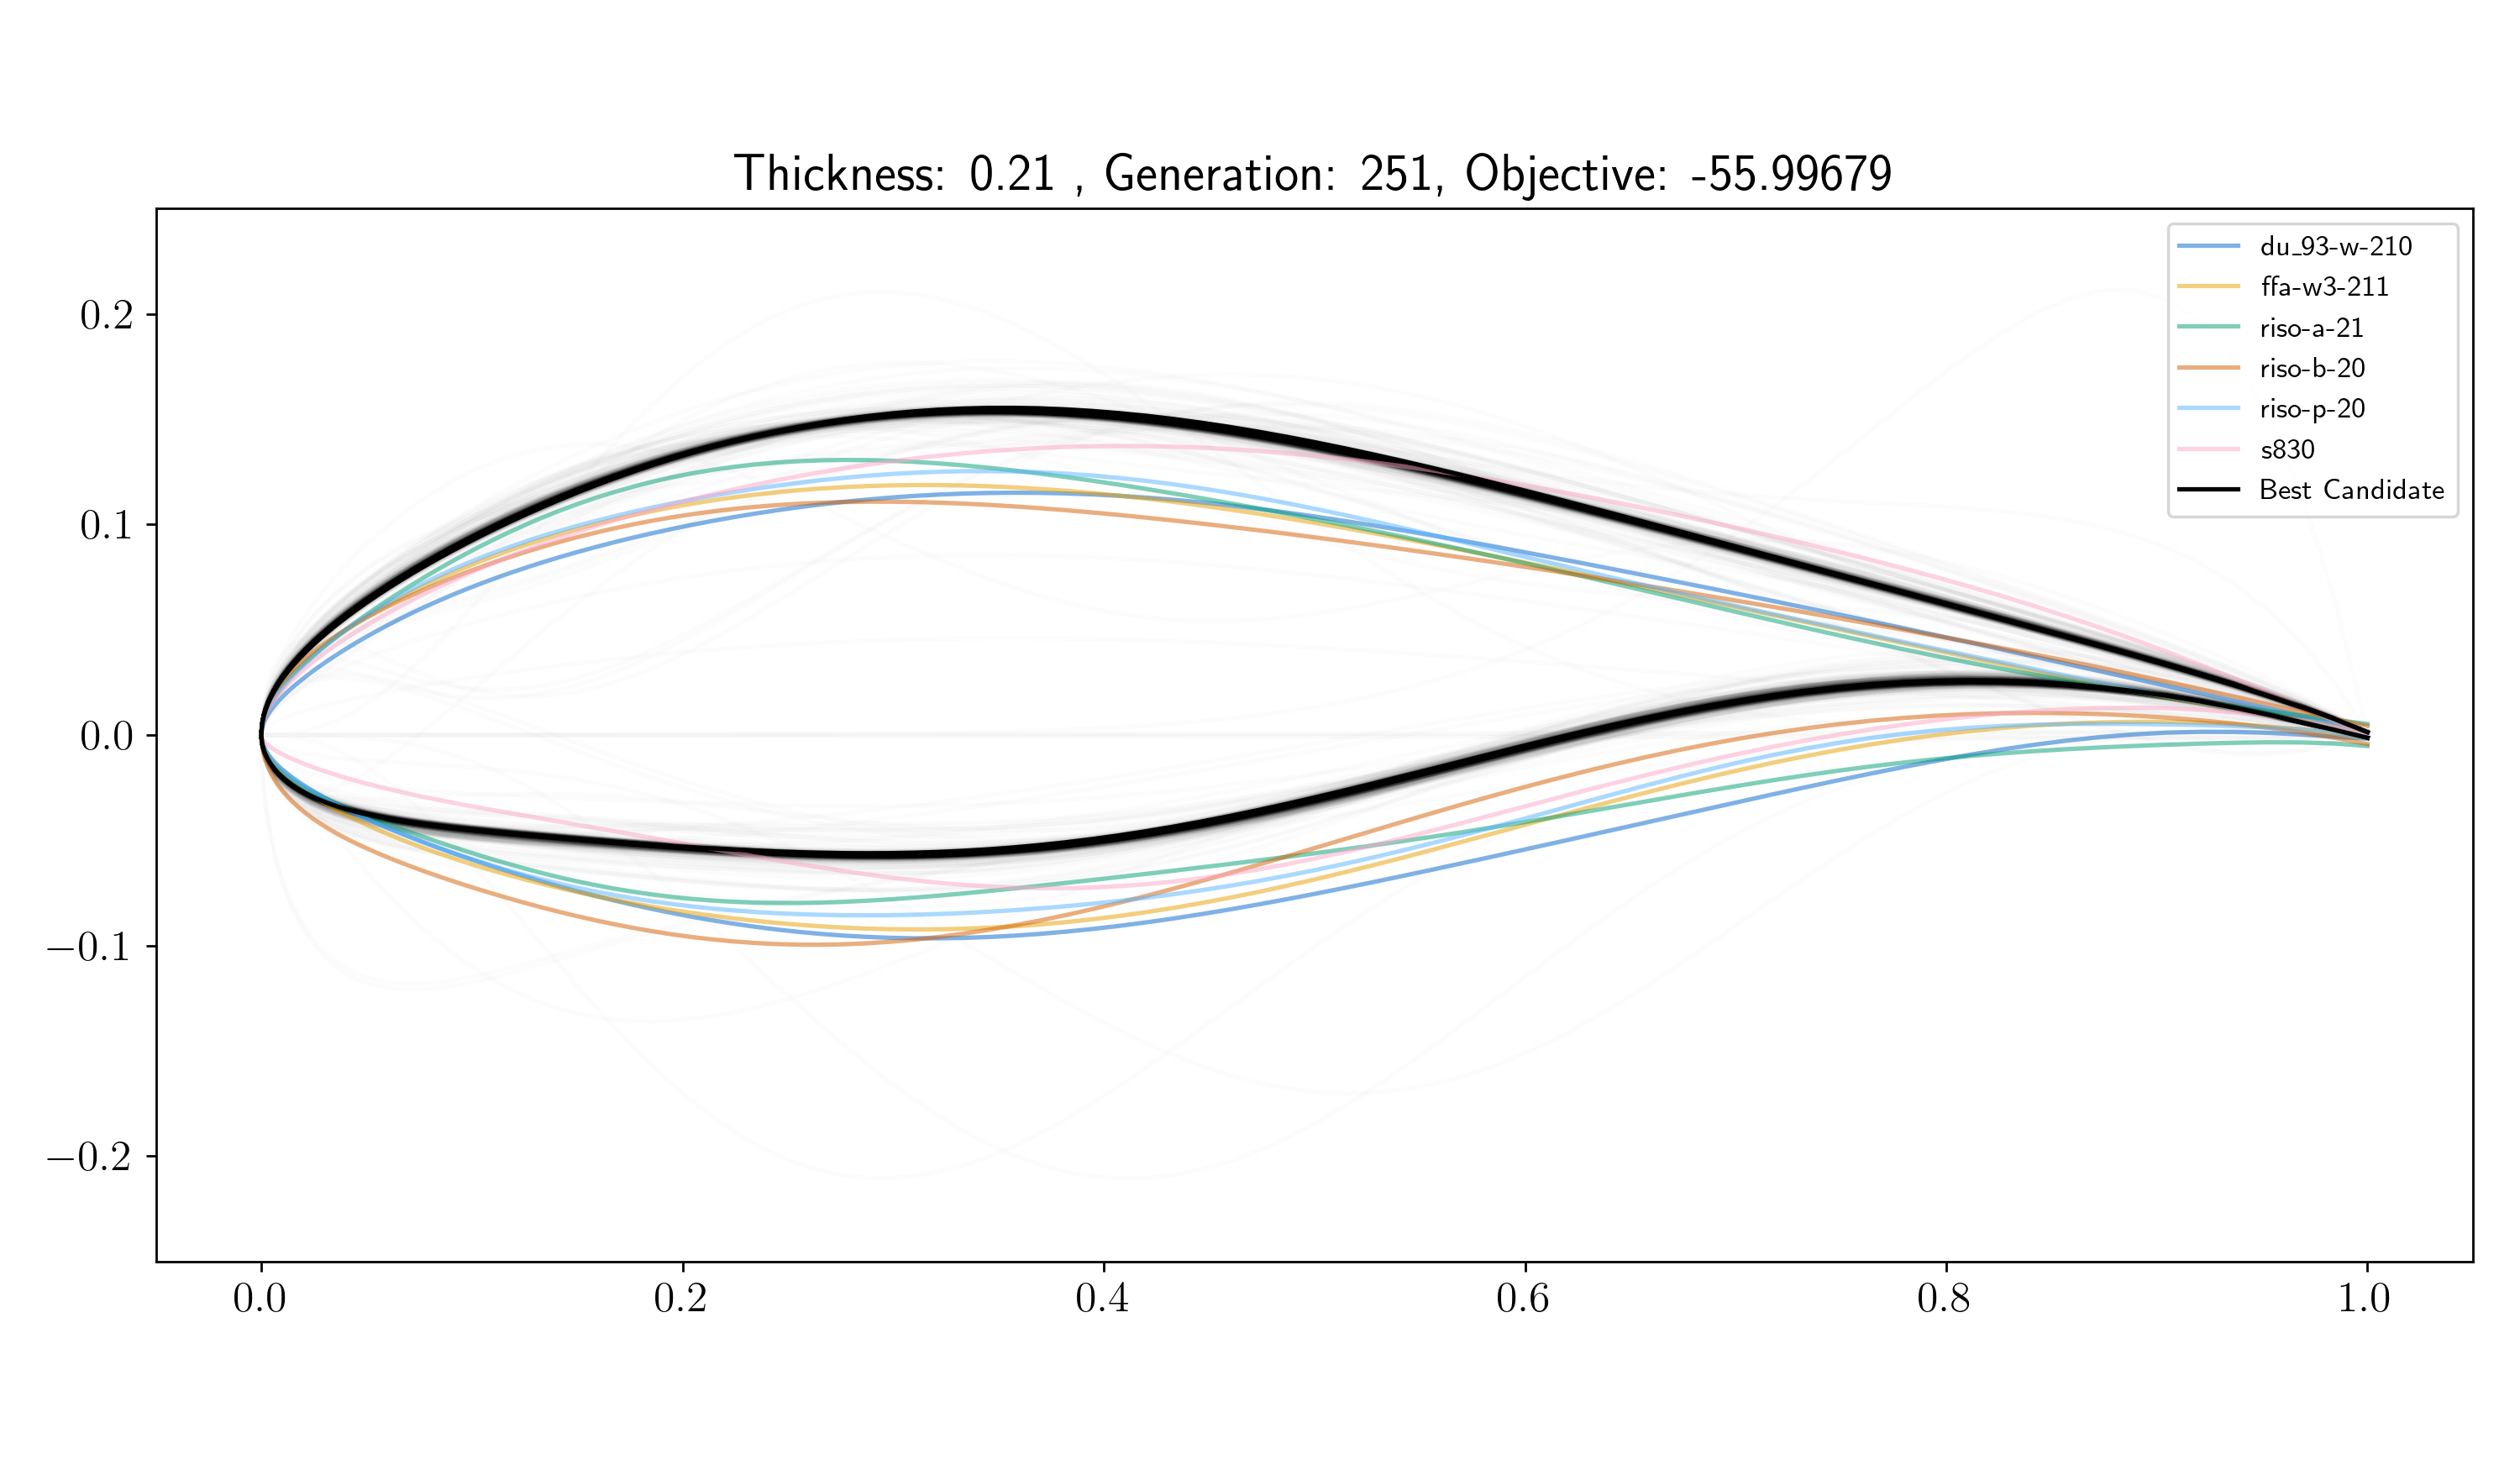 Thickness: 0.21 , Generation: 251, Objective: -55.99679
du_93-w-210
ffa-w3-211
riso-a-21
riso-b-20
riso-p-20
s830
Best Candidate
0.2
0.1
0.0
−0.1
−0.2
0.0 0.2 0.4 0.6 0.8 1.0